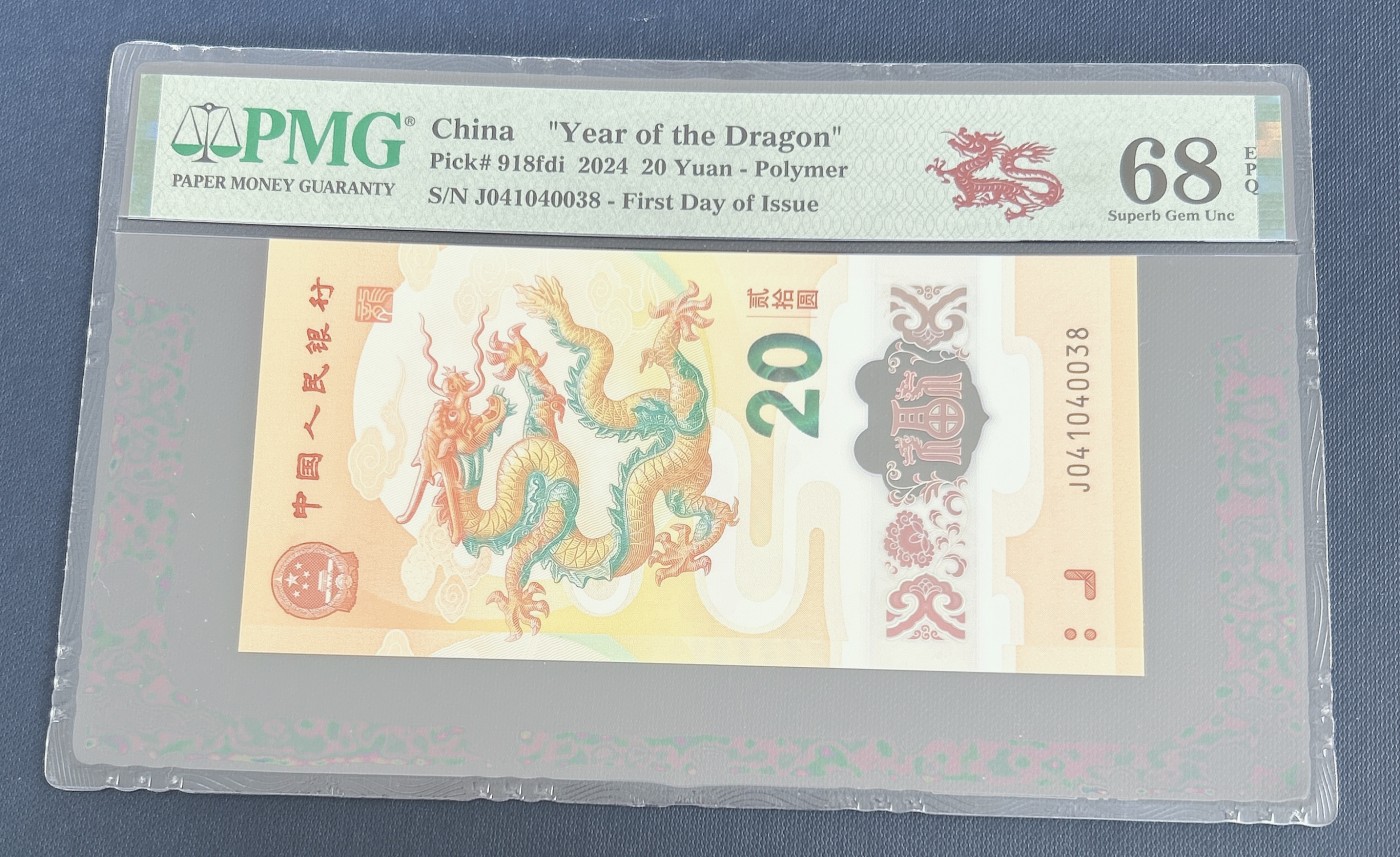 PMG®
PAPER MONEY GUARANTY
China "Year of the Dragon"
Pick# 918fdi 2024 20 Yuan - Polymer
S/N J041040038 - First Day of Issue
68
EPQ
Superb Gem Unc
中国人民银行
贰拾圆
20
J041040038